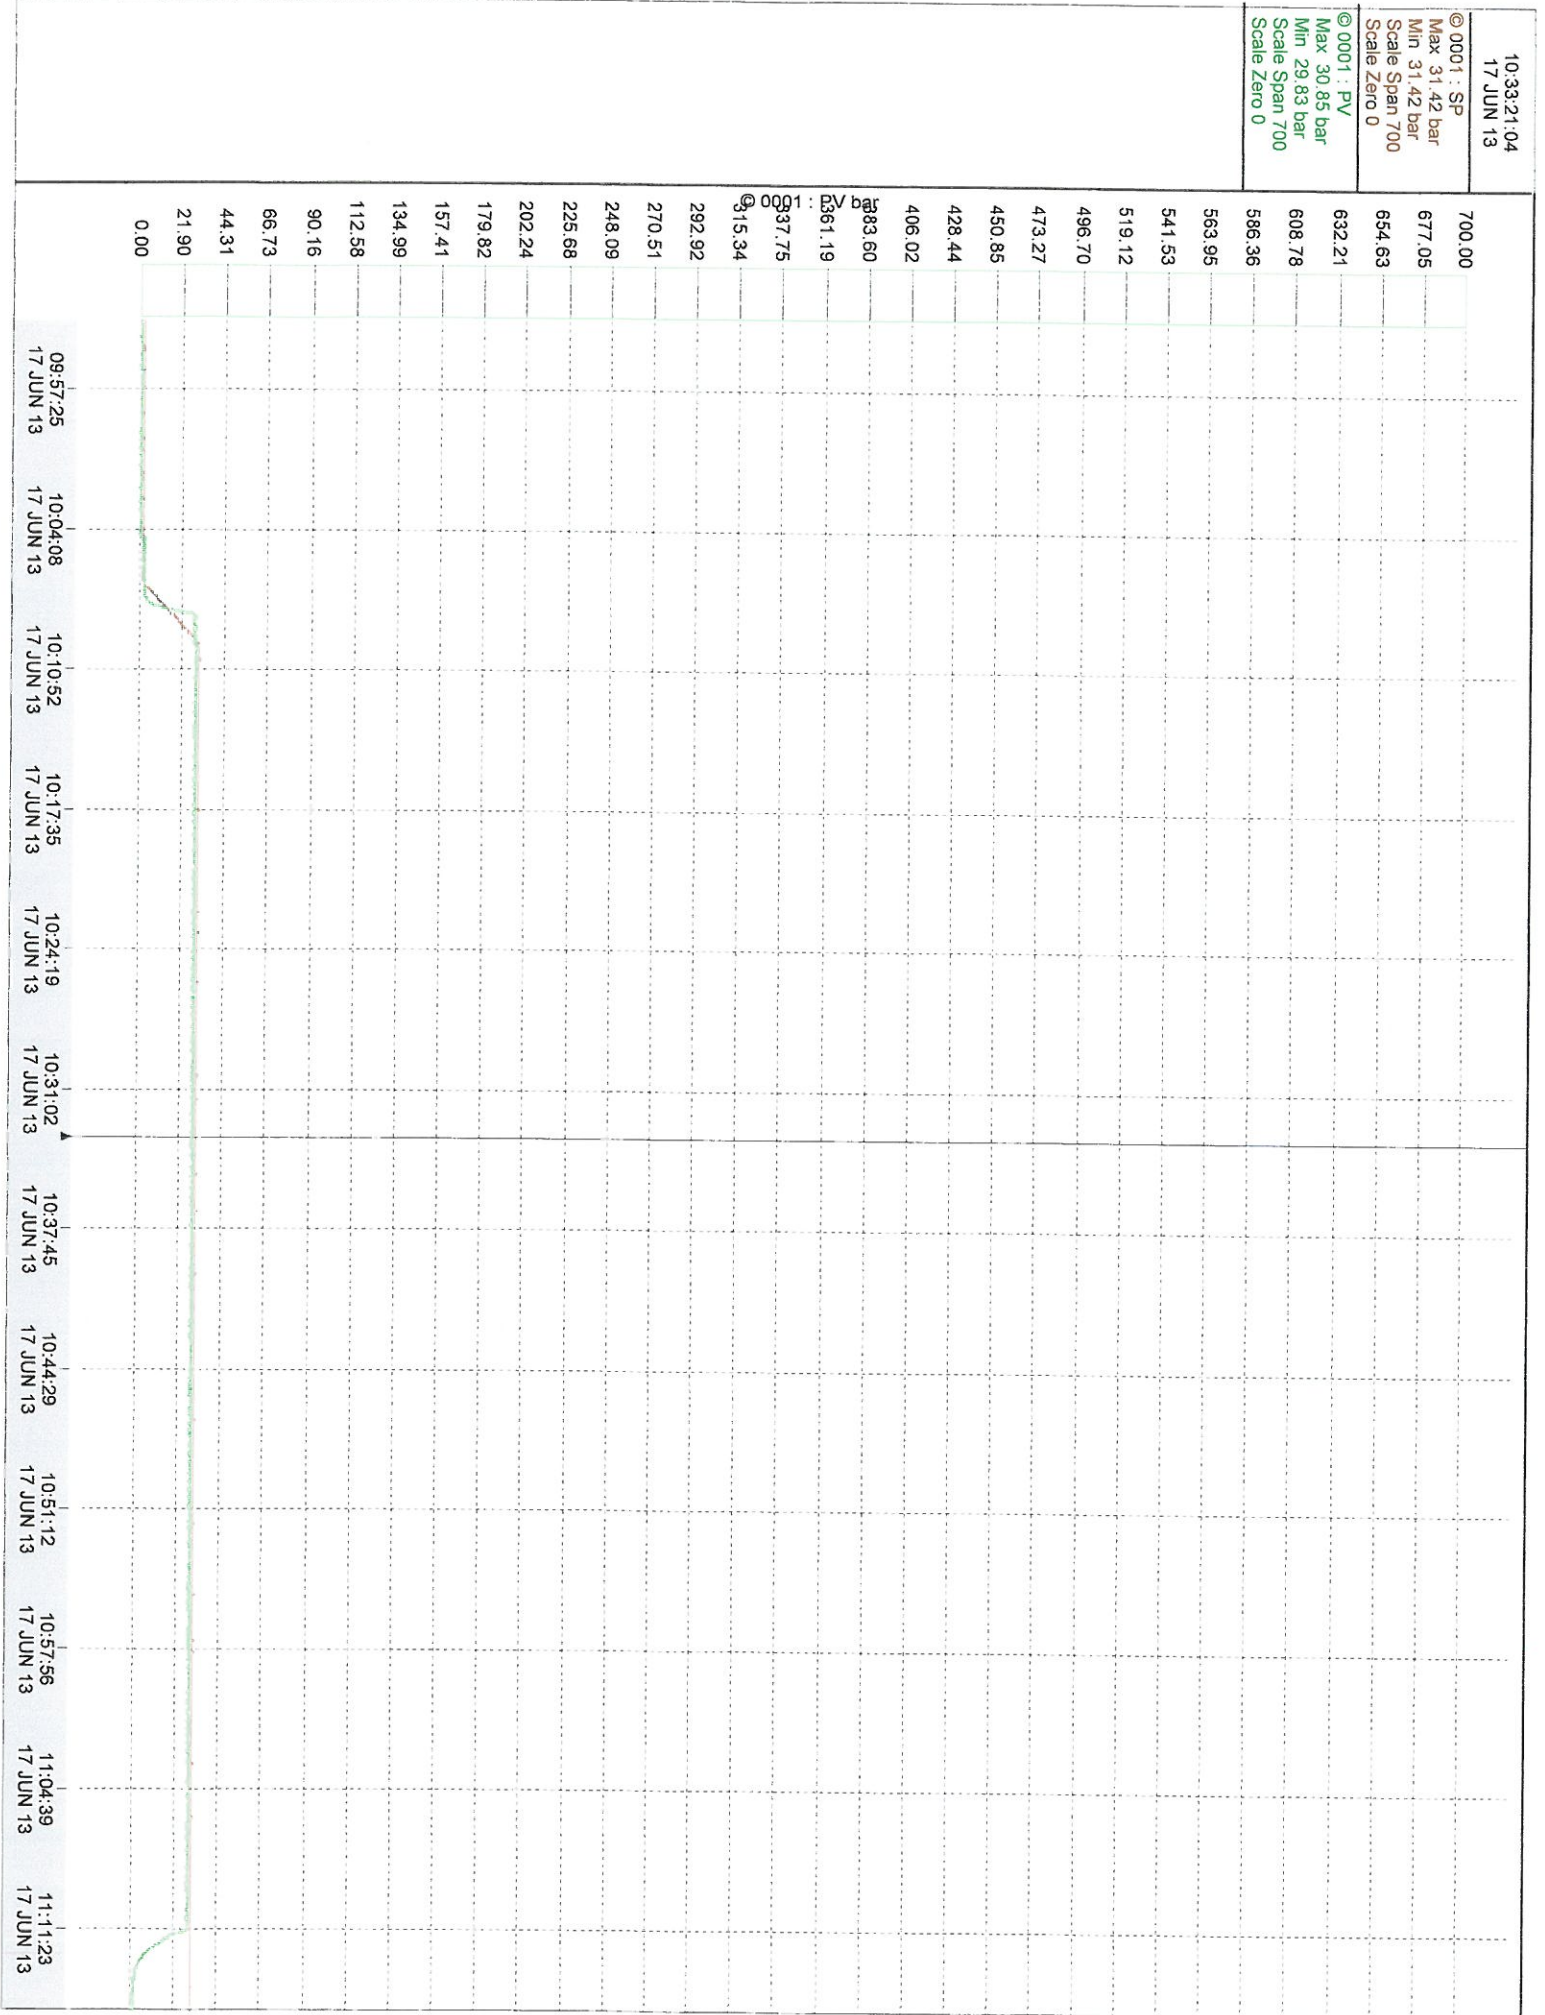 10:33:21:04
17 JUN 13
© 0001 : SP
Max 31.42 bar
Min 31.42 bar
Scale Span 700
Scale Zero 0
© 0001 : PV
Max 30.85 bar
Min 29.83 bar
Scale Span 700
Scale Zero 0
© 0001 : PV bar
700.00
677.05
654.63
632.21
608.78
586.36
563.95
541.53
519.12
496.70
473.27
450.85
428.44
406.02
383.60
361.19
337.75
315.34
292.92
270.51
248.09
225.68
202.24
179.82
157.41
134.99
112.58
90.16
66.73
44.31
21.90
0.00
09:57:25
17 JUN 13
10:04:08
17 JUN 13
10:10:52
17 JUN 13
10:17:35
17 JUN 13
10:24:19
17 JUN 13
10:31:02
17 JUN 13
10:37:45
17 JUN 13
10:44:29
17 JUN 13
10:51:12
17 JUN 13
10:57:56
17 JUN 13
11:04:39
17 JUN 13
11:11:23
17 JUN 13